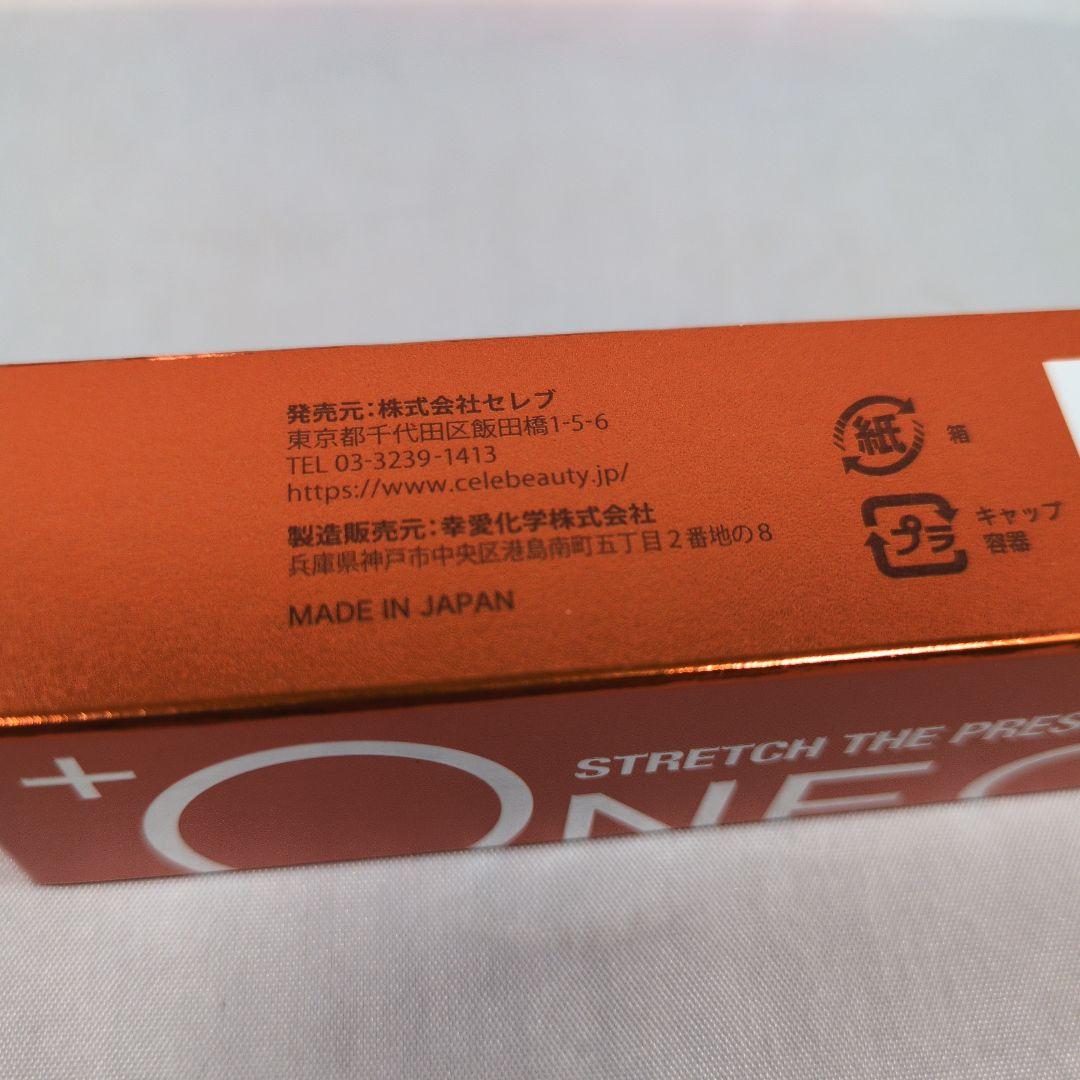 発売元:株式会社セレブ
東京都千代田区飯田橋1-5-6
TEL 03-3239-1413
https://www.celebeauty.jp/
製造販売元:幸愛化学株式会社
兵庫県神戸市中央区港島南町五丁目2番地の8
MADE IN JAPAN
紙 箱
プラ キャップ
容器
STRETCH THE PRES
+ONE